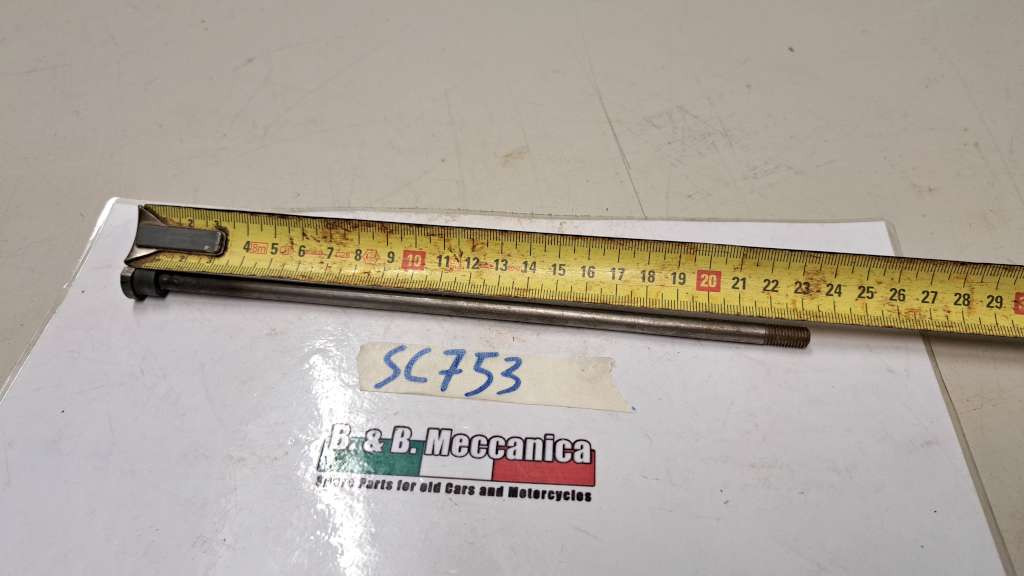 4 8m 5 6 7 8 9 10 11 12 13 14 15 16 17 18 19 20 21 22 23 24 25 26 27 28 29
SC753
B. & B. Meccanica
Spare Parts for old Cars and Motorcycles